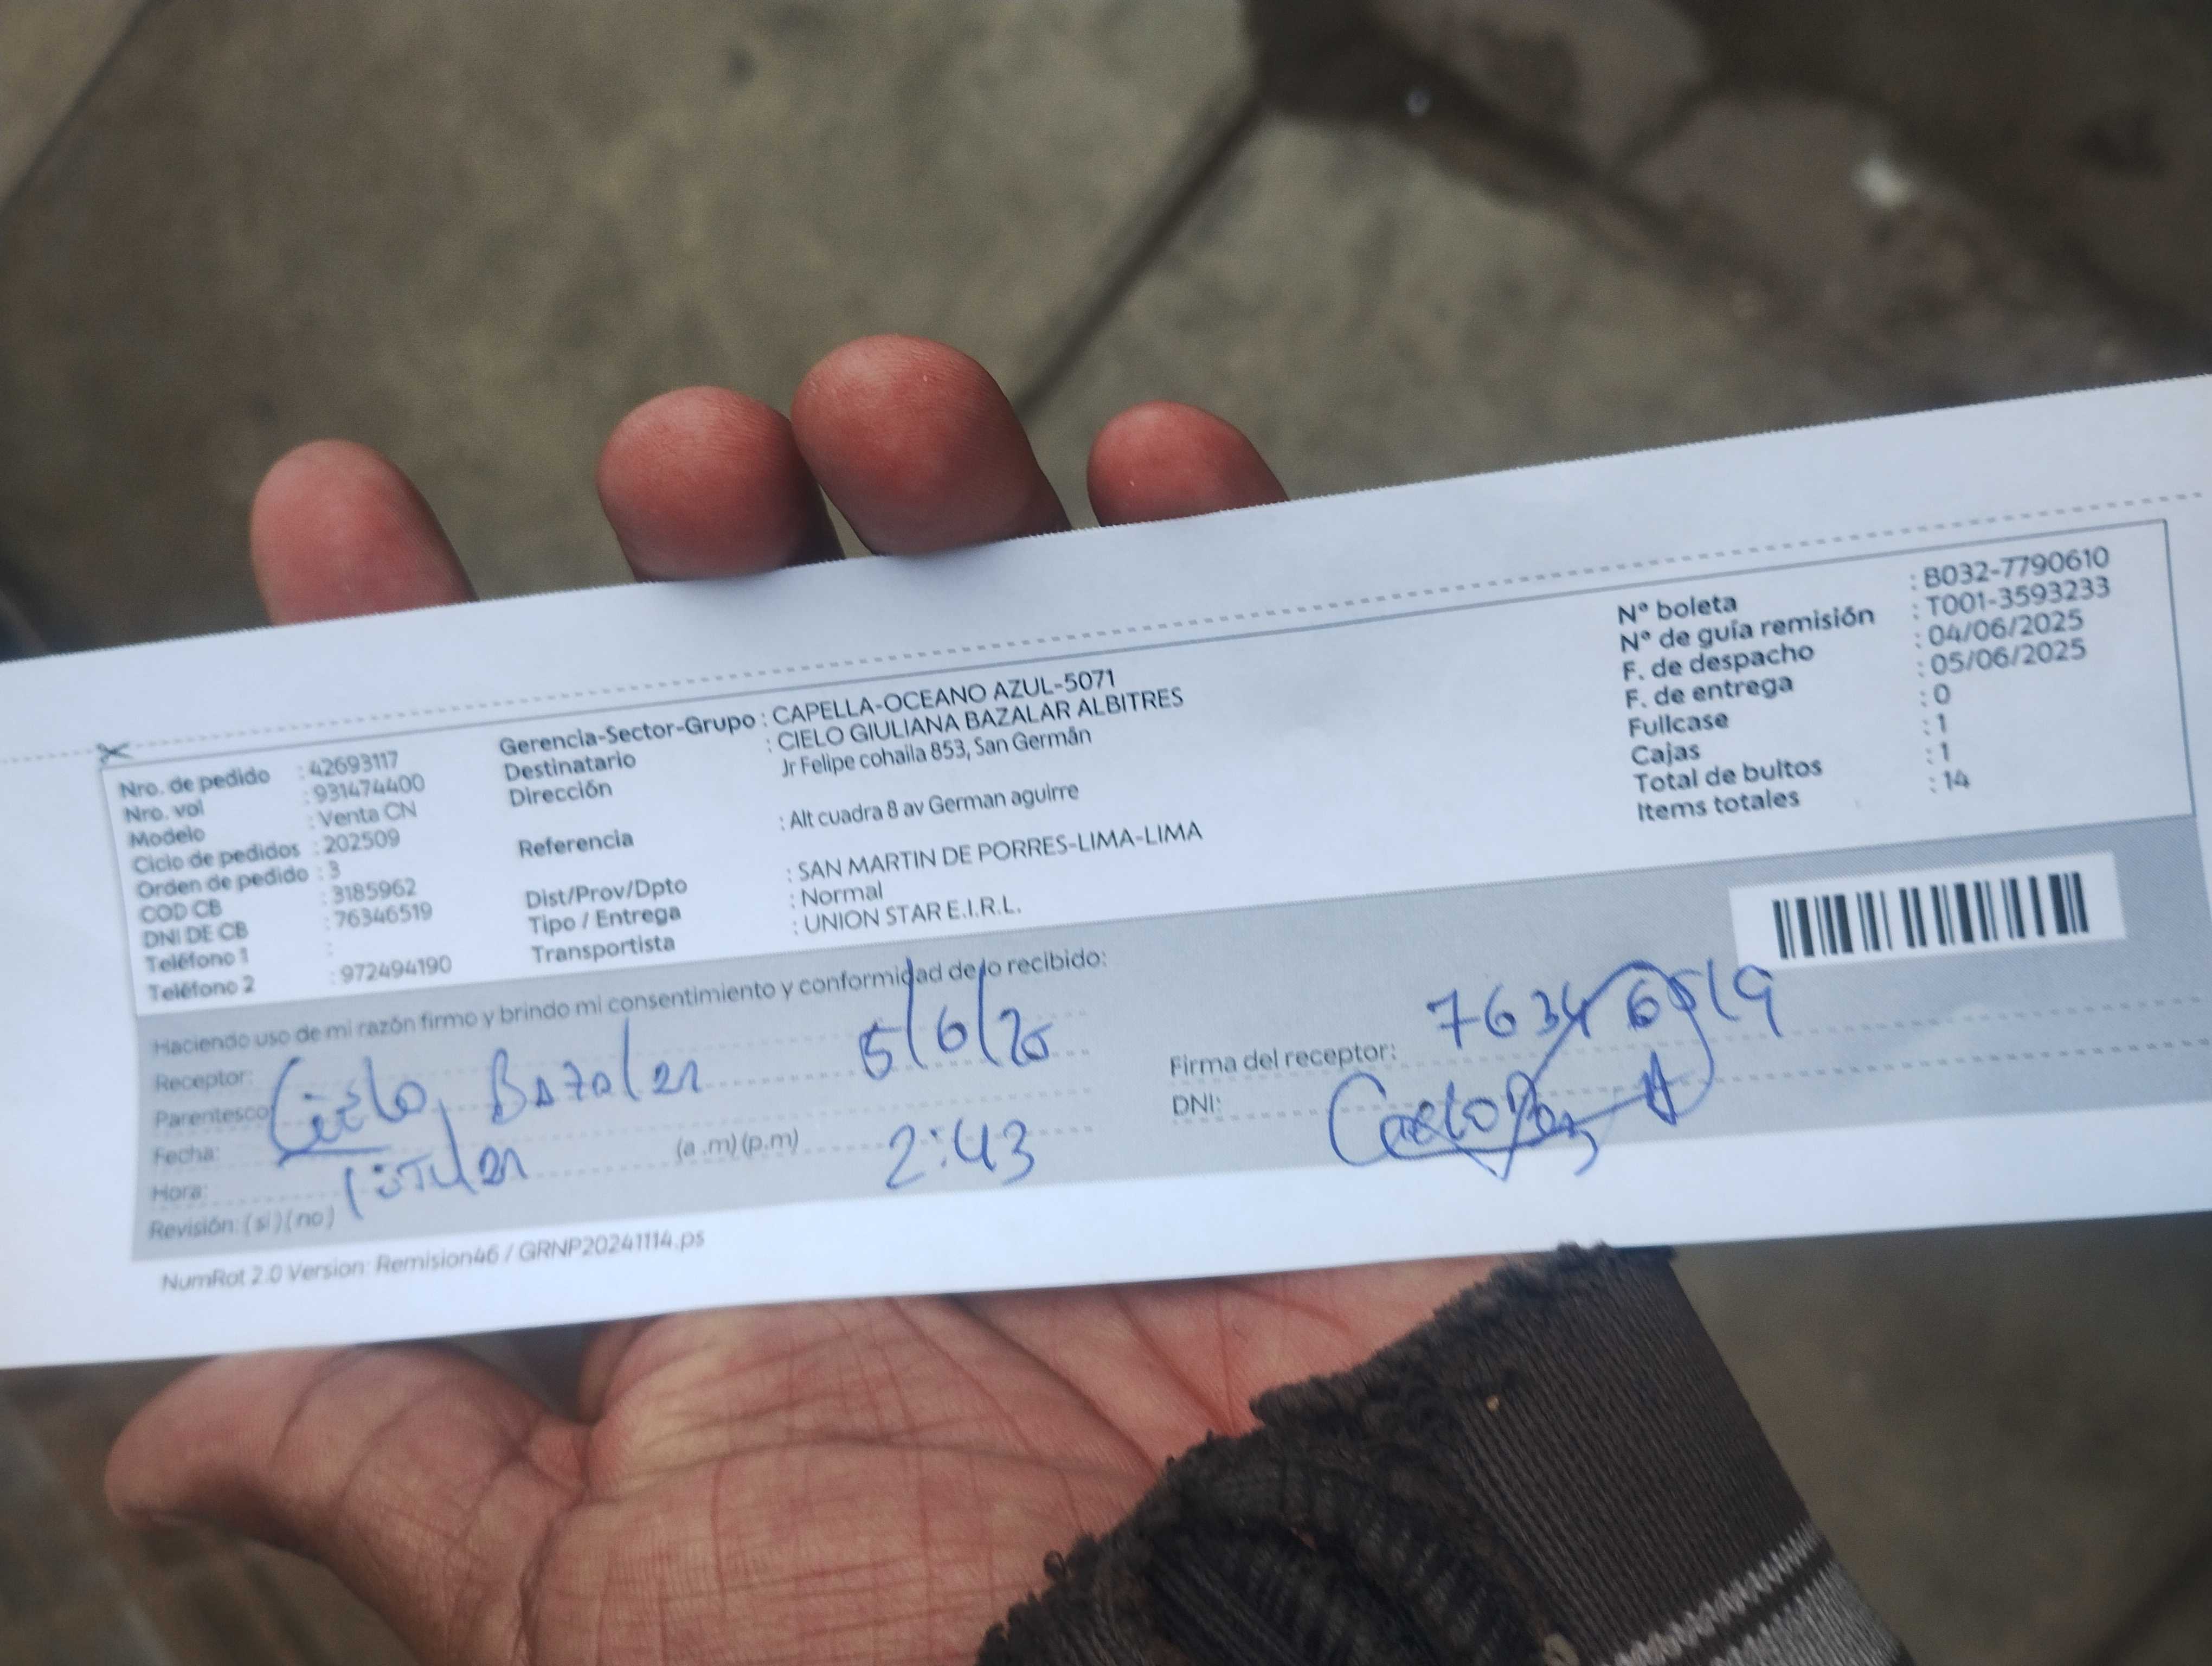 Nro. de pedido : 42693117
Nro. vol : 931474400
Modelo : Venta CN
Ciclo de pedidos : 202509
Orden de pedido : 3
COD CB : 3185962
DNI DE CB : 76346519
Teléfono 1 :
Teléfono 2 : 972494190
Gerencia-Sector-Grupo : CAPELLA-OCEANO AZUL-5071
Destinatario : CIELO GIULIANA BAZALAR ALBITRES
Dirección Jr Felipe cohaila 853, San Germán
Referencia : Alt cuadra 8 av German aguirre
Dist/Prov/Dpto : SAN MARTIN DE PORRES-LIMA-LIMA
Tipo / Entrega : Normal
Transportista : UNION STAR E.I.R.L.
N° boleta : B032-7790610
N° de guía remisión : T001-3593233
F. de despacho : 04/06/2025
F. de entrega : 05/06/2025
Fullcase : 0
Cajas : 1
Total de bultos : 1
Items totales : 14
Haciendo uso de mi razón firmo y brindo mi consentimiento y conformidad de lo recibido:
Receptor: Cielo Bazalar 5/6/25
Parentesco
Fecha:
Hora: Titular (a .m) (p.m) 2:43
Revisión: (si) (no)
Firma del receptor: 76346519
DNI:
NumRot 2.0 Version: Remision46 / GRNP20241114.ps